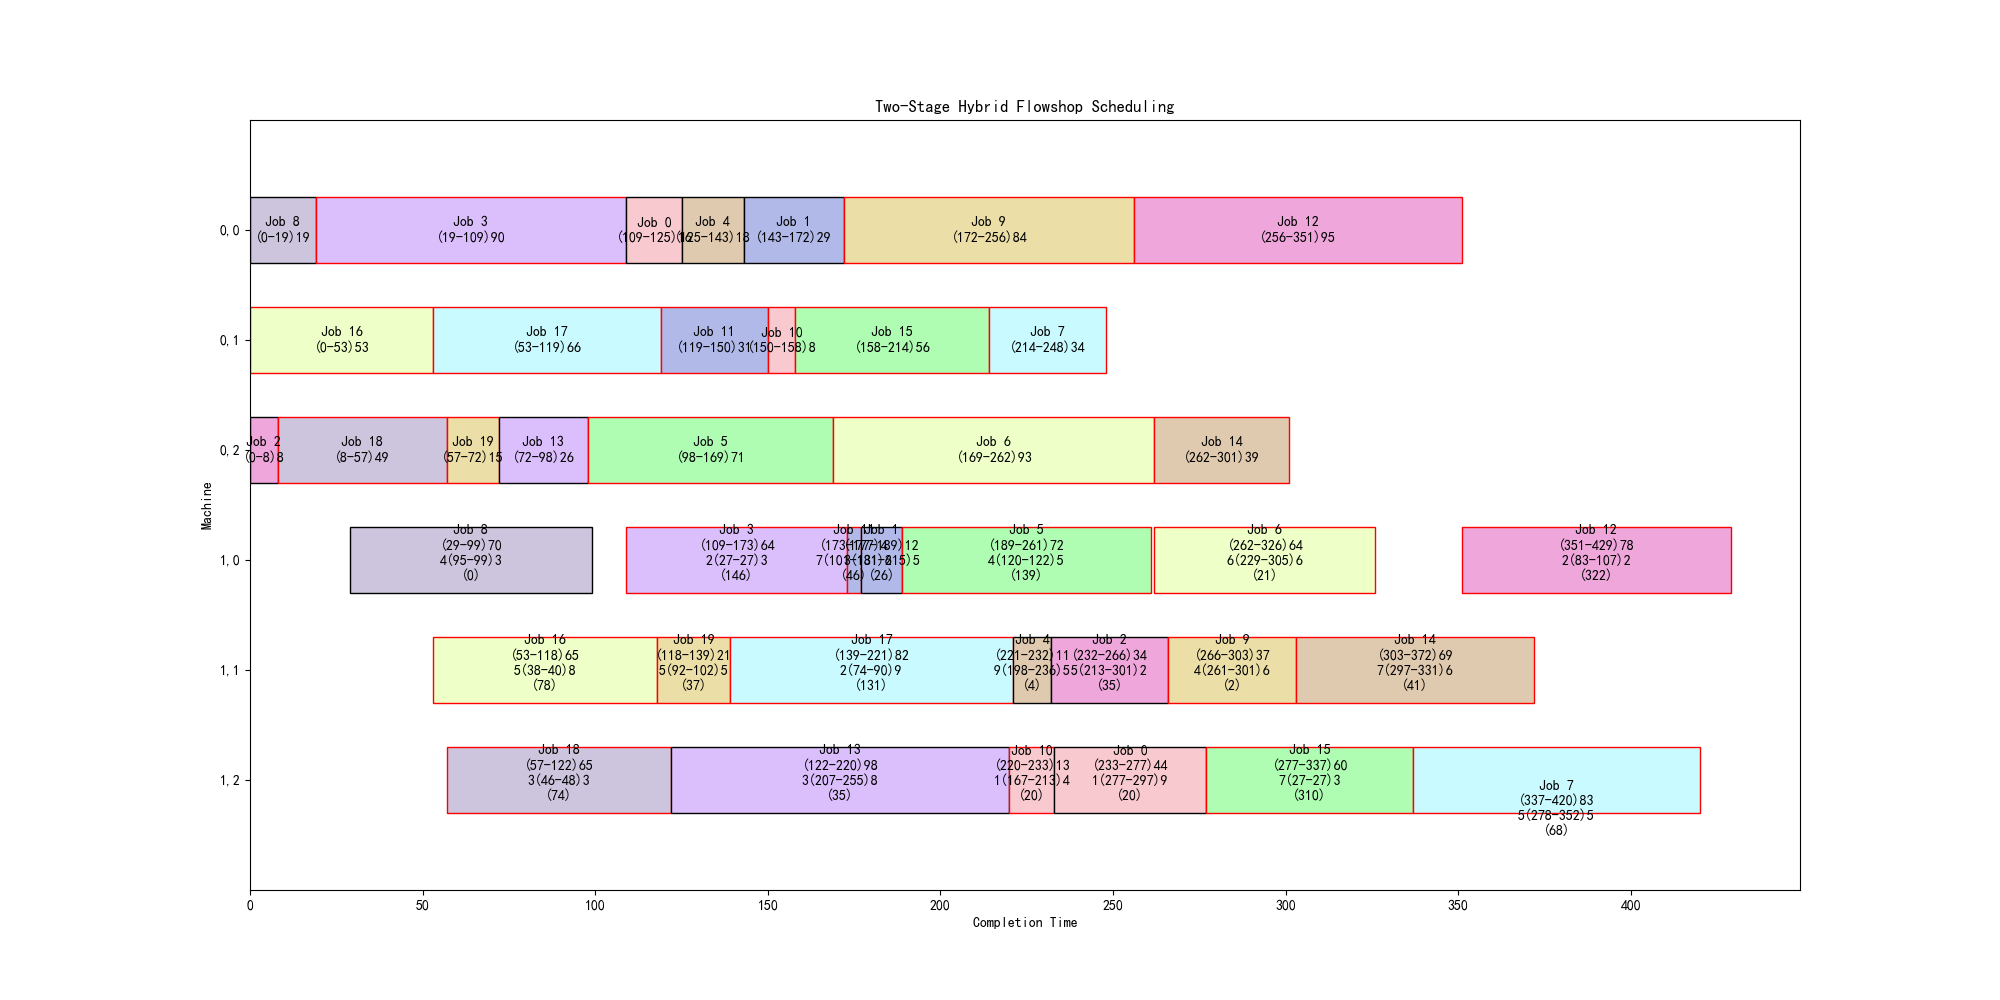 Two-Stage Hybrid Flowshop Scheduling
Machine
0,0
Job 8
(0-19)19
Job 3
(19-109)90
Job 0
(109-125)16
Job 4
(125-143)18
Job 1
(143-172)29
Job 9
(172-256)84
Job 12
(256-351)95
0,1
Job 16
(0-53)53
Job 17
(53-119)66
Job 11
(119-150)31
Job 10
(150-158)8
Job 15
(158-214)56
Job 7
(214-248)34
0,2
Job 2
(0-8)8
Job 18
(8-57)49
Job 19
(57-72)15
Job 13
(72-98)26
Job 5
(98-169)71
Job 6
(169-262)93
Job 14
(262-301)39
1,0
Job 8
(29-99)70
4(95-99)3
(0)
Job 3
(109-173)64
2(27-27)3
(146)
Job 11
(173-177)4
(46)
Job 1
(177-189)12
(26)
Job 5
(189-261)72
4(120-122)5
(139)
Job 6
(262-326)64
6(229-305)6
(21)
Job 12
(351-429)78
2(83-107)2
(322)
1,1
Job 16
(53-118)65
5(38-40)8
(78)
Job 19
(118-139)21
5(92-102)5
(37)
Job 17
(139-221)82
2(74-90)9
(131)
Job 4
(221-232)11
9(198-236)5
(4)
Job 2
(232-266)34
5(213-301)2
(35)
Job 9
(266-303)37
4(261-301)6
(2)
Job 14
(303-372)69
7(297-331)6
(41)
1,2
Job 18
(57-122)65
3(46-48)3
(74)
Job 13
(122-220)98
3(207-255)8
(35)
Job 10
(220-233)13
1(167-213)4
(20)
Job 0
(233-277)44
1(277-297)9
(20)
Job 15
(277-337)60
7(27-27)3
(310)
Job 7
(337-420)83
5(278-352)5
(68)
0 50 100 150 200 250 300 350 400
Completion Time